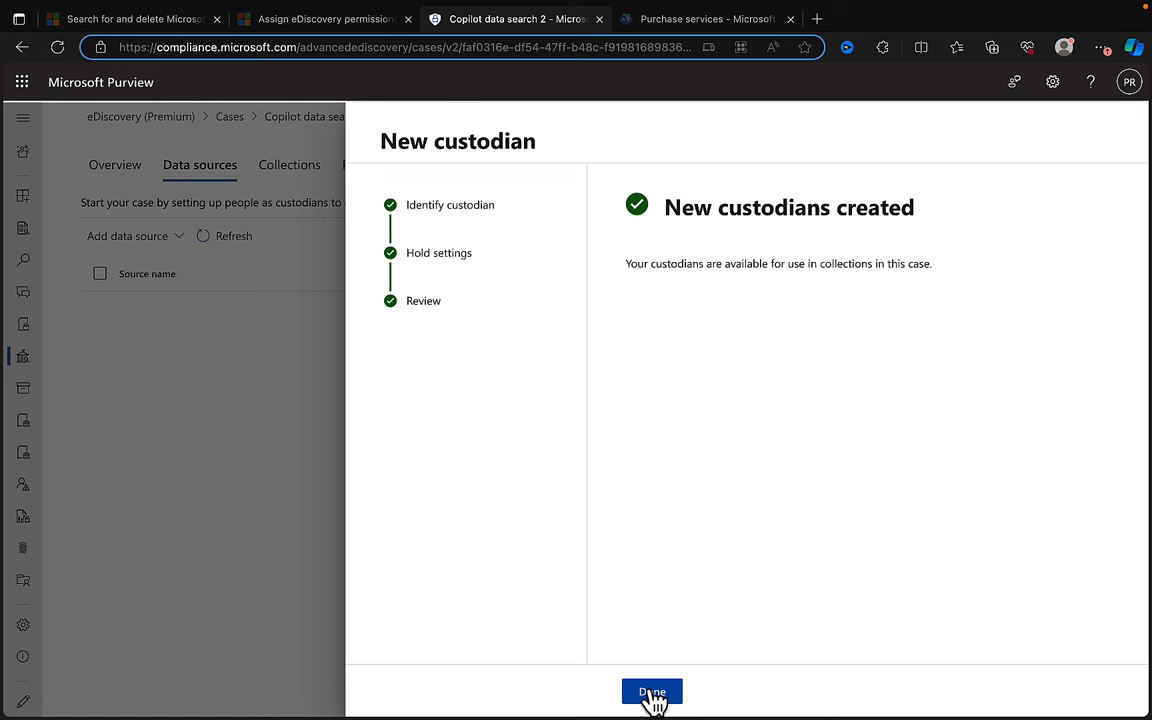 Search for and delete Microso
Assign eDiscovery permission
Copilot data search 2 - Micros
Purchase services - Microsoft
https://compliance.microsoft.com/advancedediscovery/cases/v2/faf0316e-df54-47ff-b48c-f91981689836...
Microsoft Purview
PR
eDiscovery (Premium) > Cases > Copilot data sea
New custodian
Overview
Data sources
Collections
Start your case by setting up people as custodians to
Add data source
Refresh
Source name
Identify custodian
Hold settings
Review
New custodians created
Your custodians are available for use in collections in this case.
Done